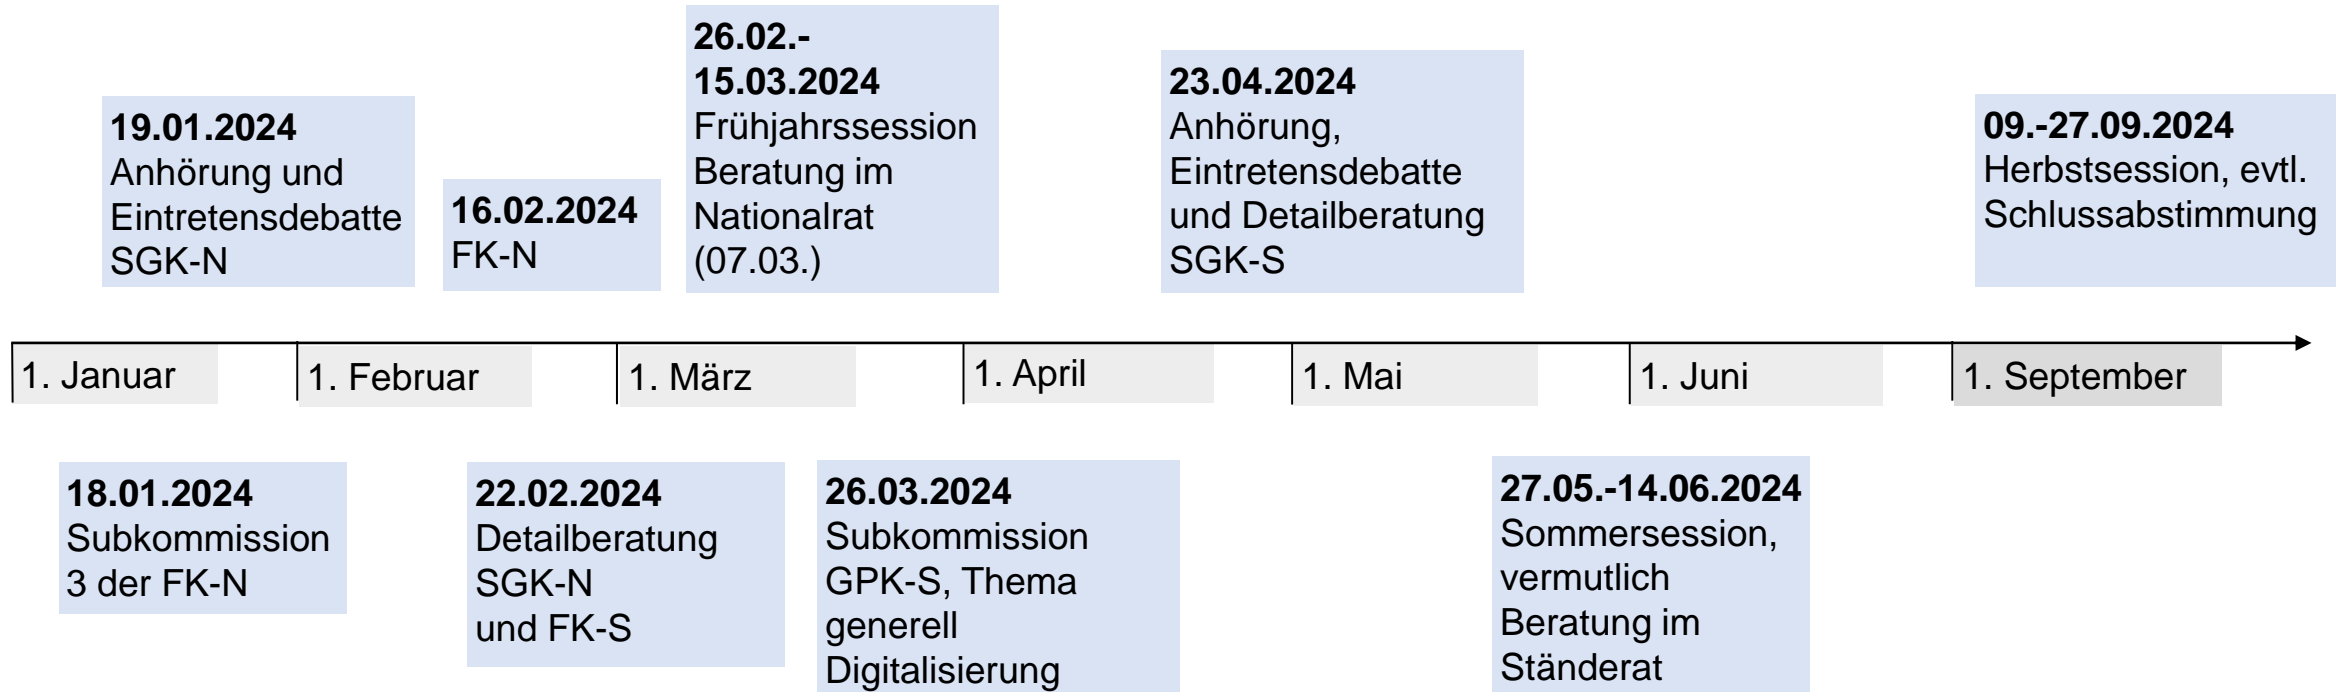 19.01.2024
Anhörung und
Eintretensdebatte
SGK-N
16.02.2024
FK-N
26.02.-
15.03.2024
Frühjahrssession
Beratung im
Nationalrat
(07.03.)
23.04.2024
Anhörung,
Eintretensdebatte
und Detailberatung
SGK-S
09.-27.09.2024
Herbstsession, evtl.
Schlussabstimmung
1. Januar
1. Februar
1. März
1. April
1. Mai
1. Juni
1. September
18.01.2024
Subkommission
3 der FK-N
22.02.2024
Detailberatung
SGK-N
und FK-S
26.03.2024
Subkommission
GPK-S, Thema
generell
Digitalisierung
27.05.-14.06.2024
Sommersession,
vermutlich
Beratung im
Ständerat